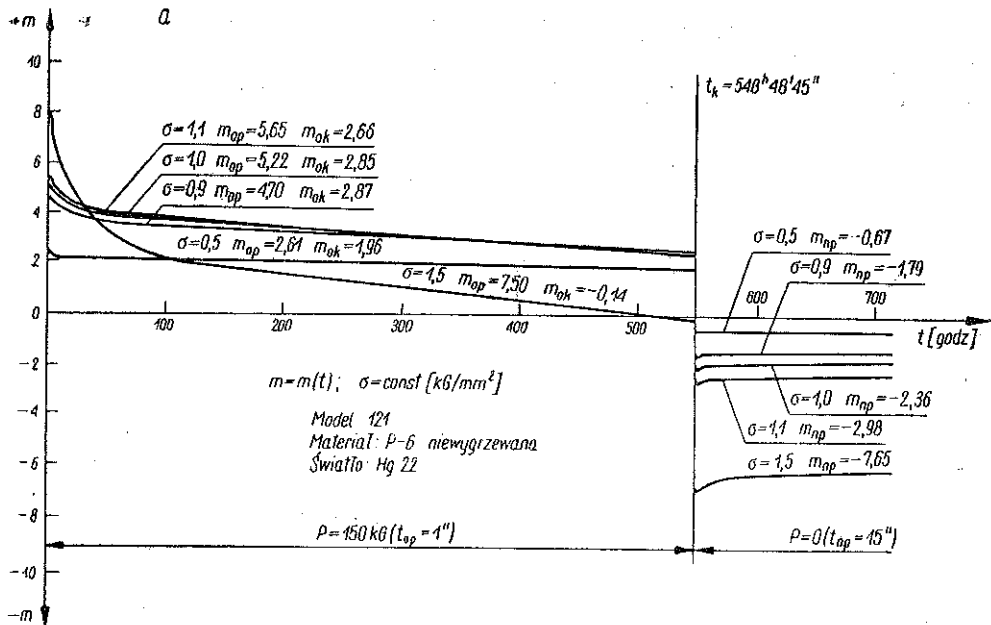 +m
a
10
8
6
4
2
0
-2
-4
-6
-8
-10
-m
σ=1,1 m_op=5,65 m_ok=2,66
σ=1,0 m_op=5,22 m_ok=2,85
σ=0,9 m_op=4,70 m_ok=2,87
σ=0,5 m_op=2,61 m_ok=1,96
σ=1,5 m_op=7,50 m_ok=-0,14
t_k=548ʰ48'45"
σ=0,5 m_np=-0,67
σ=0,9 m_np=-1,79
100
200
300
400
500
600
700
t [godz]
σ=1,0 m_np=-2,36
σ=1,1 m_np=-2,98
σ=1,5 m_np=-7,65
m=m(t); σ=const [kG/mm²]
Model 121
Materiał: P-6 niewygrzewana
Światło: Hg 22
P=150 kG (t_op=1")
P=0 (t_op=15")